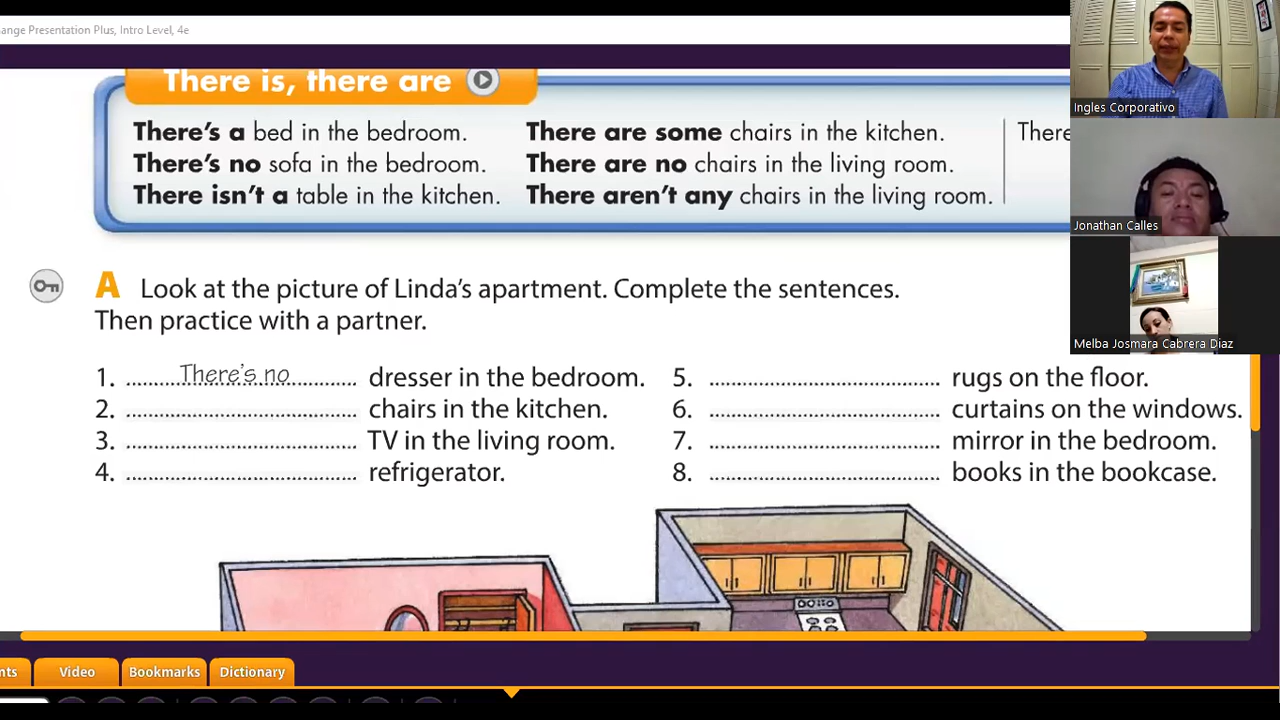 ange Presentation Plus, Intro Level, 4e
There is, there are
There's a bed in the bedroom.
There's no sofa in the bedroom.
There isn't a table in the kitchen.
There are some chairs in the kitchen.
There are no chairs in the living room.
There aren't any chairs in the living room.
There
A Look at the picture of Linda's apartment. Complete the sentences.
Then practice with a partner.
1. There's no dresser in the bedroom.
2. chairs in the kitchen.
3. TV in the living room.
4. refrigerator.
5. rugs on the floor.
6. curtains on the windows.
7. mirror in the bedroom.
8. books in the bookcase.
Ingles Corporativo
Jonathan Calles
Melba Josmara Cabrera Diaz
nts
Video
Bookmarks
Dictionary